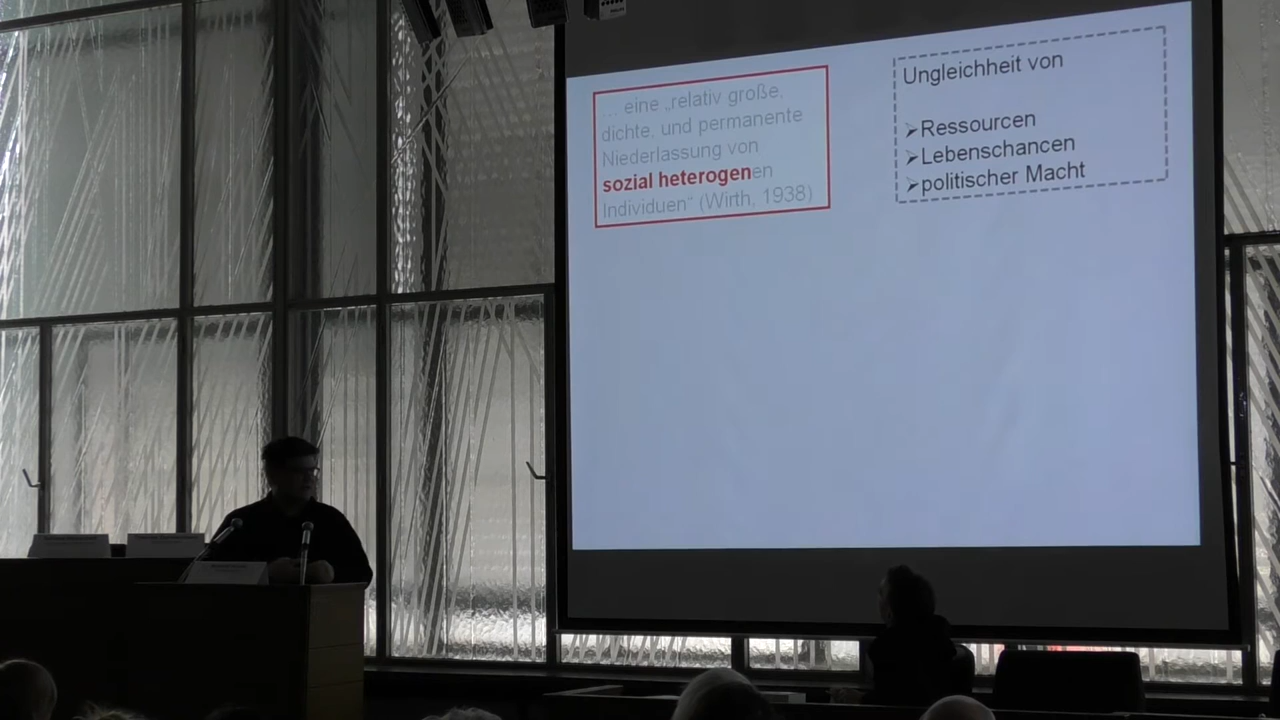 ... eine „relativ große,
dichte, und permanente
Niederlassung von
sozial heterogenen
Individuen“ (Wirth, 1938)
Ungleichheit von
➢Ressourcen
➢Lebenschancen
➢politischer Macht